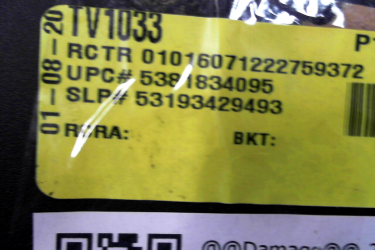 TV1033
RCTR 01016071222759372
UPC# 5381834095
SLP# 53193429493
RCRA: BKT:
01-08-20